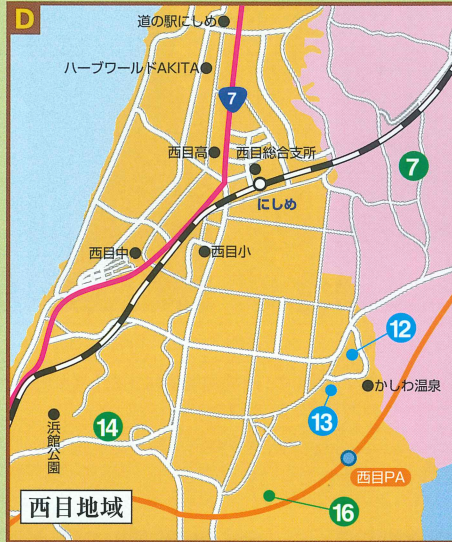 D
道の駅にしめ
ハーブワールドAKITA
7
西目高
西目総合支所
にしめ
7
西目中
西目小
12
かしわ温泉
13
浜館公園
14
西目PA
16
西目地域